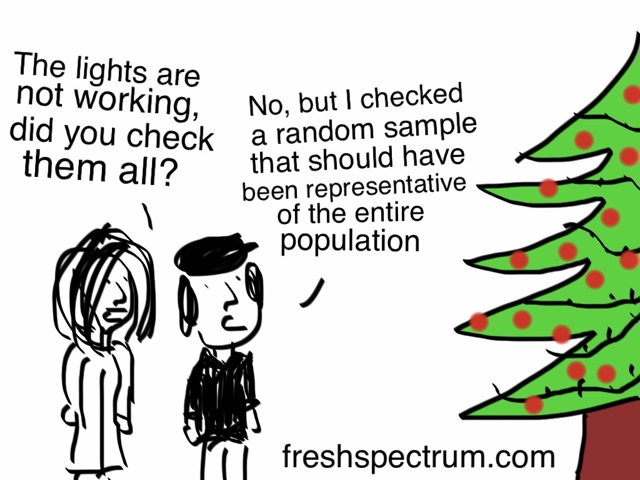 The lights are
not working,
did you check
them all?
No, but I checked
a random sample
that should have
been representative
of the entire
population
freshspectrum.com